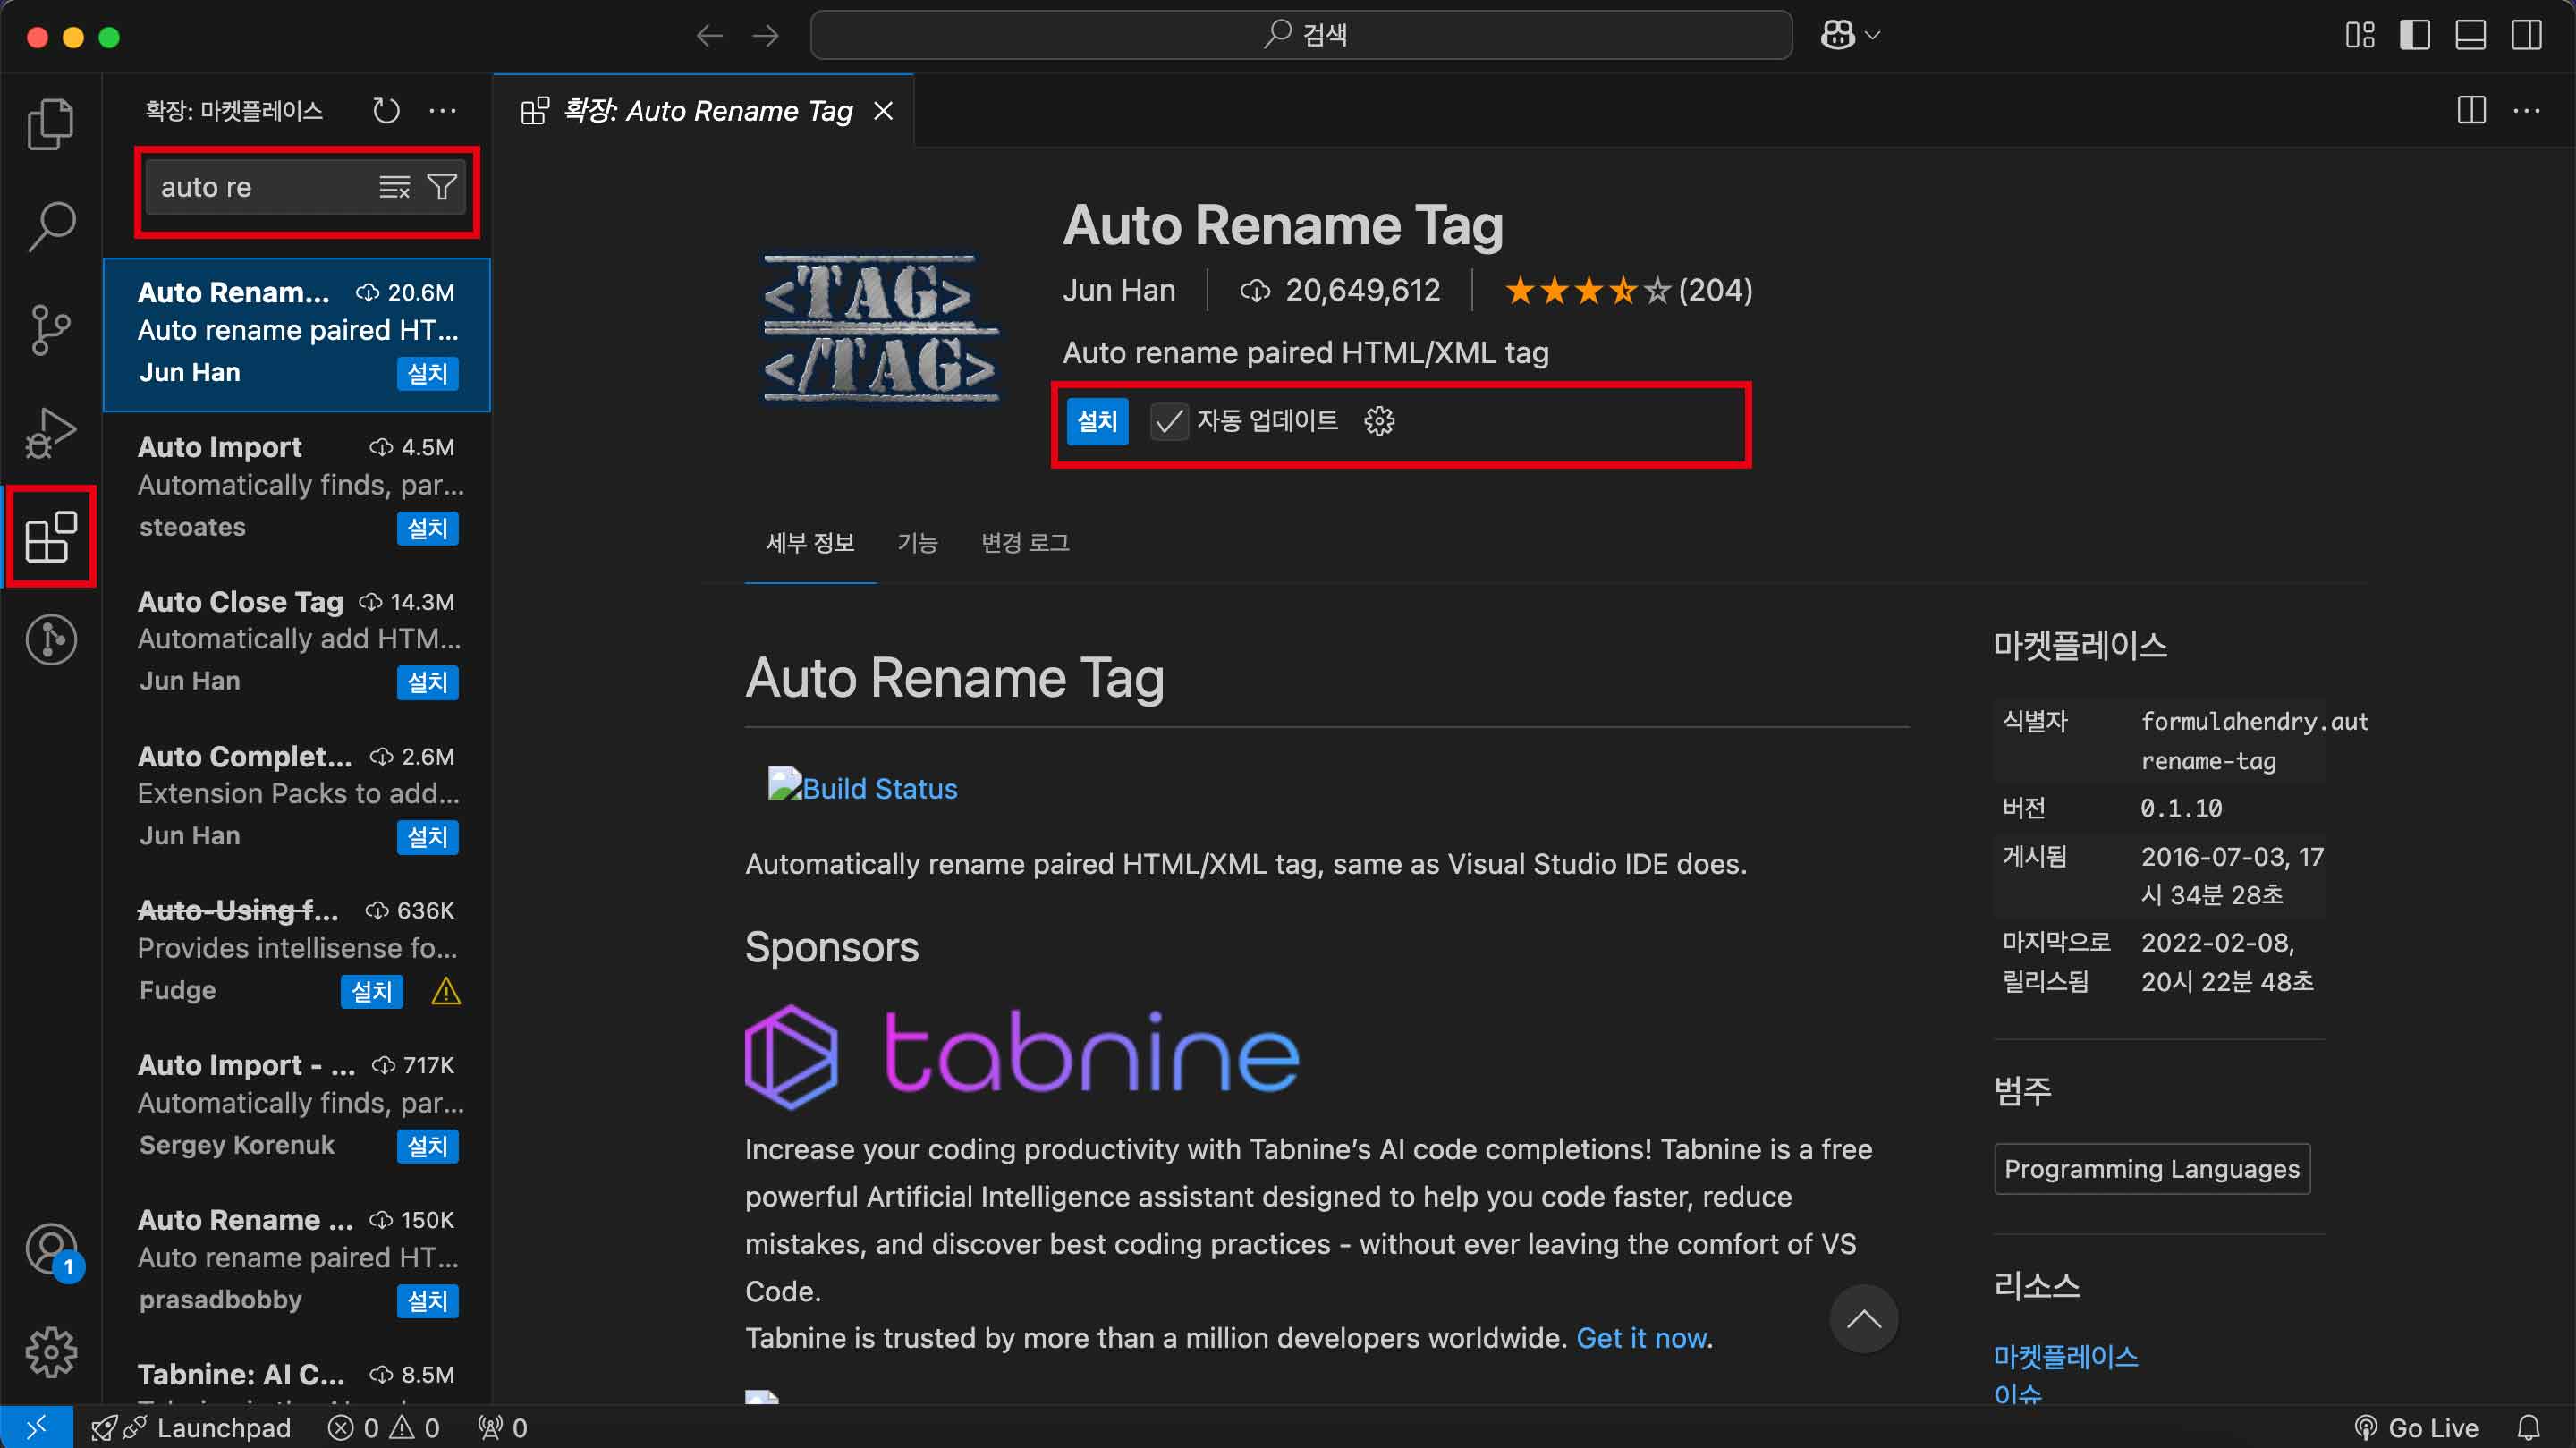 검색
확장: 마켓플레이스
확장: Auto Rename Tag
auto re
Auto Renam... 20.6M
Auto rename paired HT...
Jun Han 설치
Auto Import 4.5M
Automatically finds, par...
steoates 설치
Auto Close Tag 14.3M
Automatically add HTM...
Jun Han 설치
Auto Complet... 2.6M
Extension Packs to add...
Jun Han 설치
Auto-Using f... 636K
Provides intellisense fo...
Fudge 설치
Auto Import - ... 717K
Automatically finds, par...
Sergey Korenuk 설치
Auto Rename ... 150K
Auto rename paired HT...
prasadbobby 설치
Tabnine: AI C... 8.5M
<TAG>
</TAG>
Auto Rename Tag
Jun Han 20,649,612 (204)
Auto rename paired HTML/XML tag
설치 자동 업데이트
세부 정보 기능 변경 로그
Auto Rename Tag
Build Status
Automatically rename paired HTML/XML tag, same as Visual Studio IDE does.
Sponsors
tabnine
Increase your coding productivity with Tabnine’s AI code completions! Tabnine is a free
powerful Artificial Intelligence assistant designed to help you code faster, reduce
mistakes, and discover best coding practices - without ever leaving the comfort of VS
Code.
Tabnine is trusted by more than a million developers worldwide. Get it now.
마켓플레이스
식별자 formulahendry.aut
rename-tag
버전 0.1.10
게시됨 2016-07-03, 17
시 34분 28초
마지막으로 2022-02-08,
릴리스됨 20시 22분 48초
범주
Programming Languages
리소스
마켓플레이스
이슈
1
Launchpad 0 0 0
Go Live